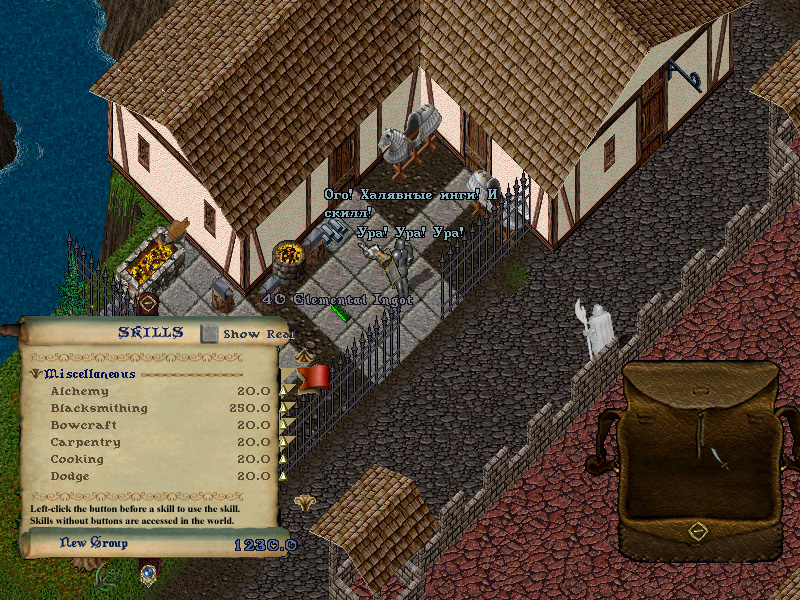 Ого! Халявные инги! И
скилл!
Ура! Ура! Ура!
40 Elemental Ingot
SKILLS
Show Real
Miscellaneous
Alchemy 20.0
Blacksmithing 250.0
Bowcraft 20.0
Carpentry 20.0
Cooking 20.0
Dodge 20.0
Left-click the button before a skill to use the skill.
Skills without buttons are accessed in the world.
New Group 1230.0